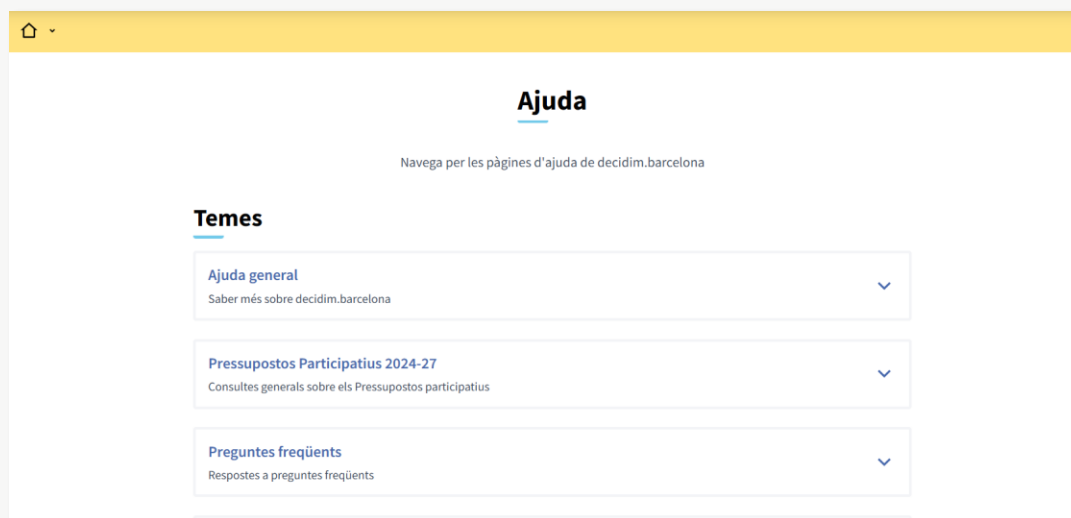 Ajuda
Navega per les pàgines d'ajuda de decidim.barcelona
Temes
Ajuda general
Saber més sobre decidim.barcelona
Pressupostos Participatius 2024-27
Consultes generals sobre els Pressupostos participatius
Preguntes freqüents
Respostes a preguntes freqüents